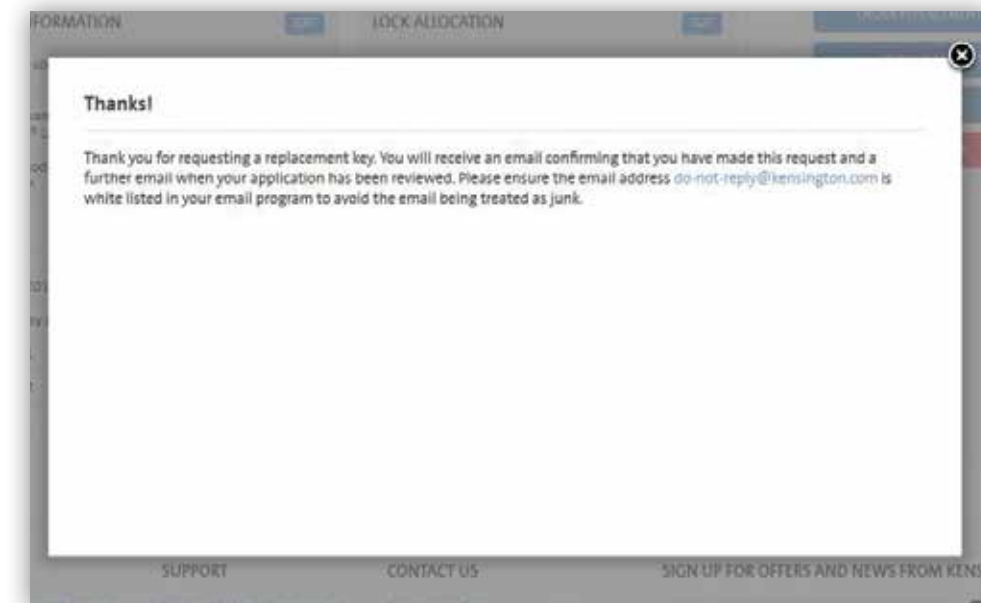 LOCK ALLOCATION
Thanks!
Thank you for requesting a replacement key. You will receive an email confirming that you have made this request and a
further email when your application has been reviewed. Please ensure the email address do-not-reply@kensington.com is
white listed in your email program to avoid the email being treated as junk.
SUPPORT CONTACT US SIGN UP FOR OFFERS AND NEWS FROM